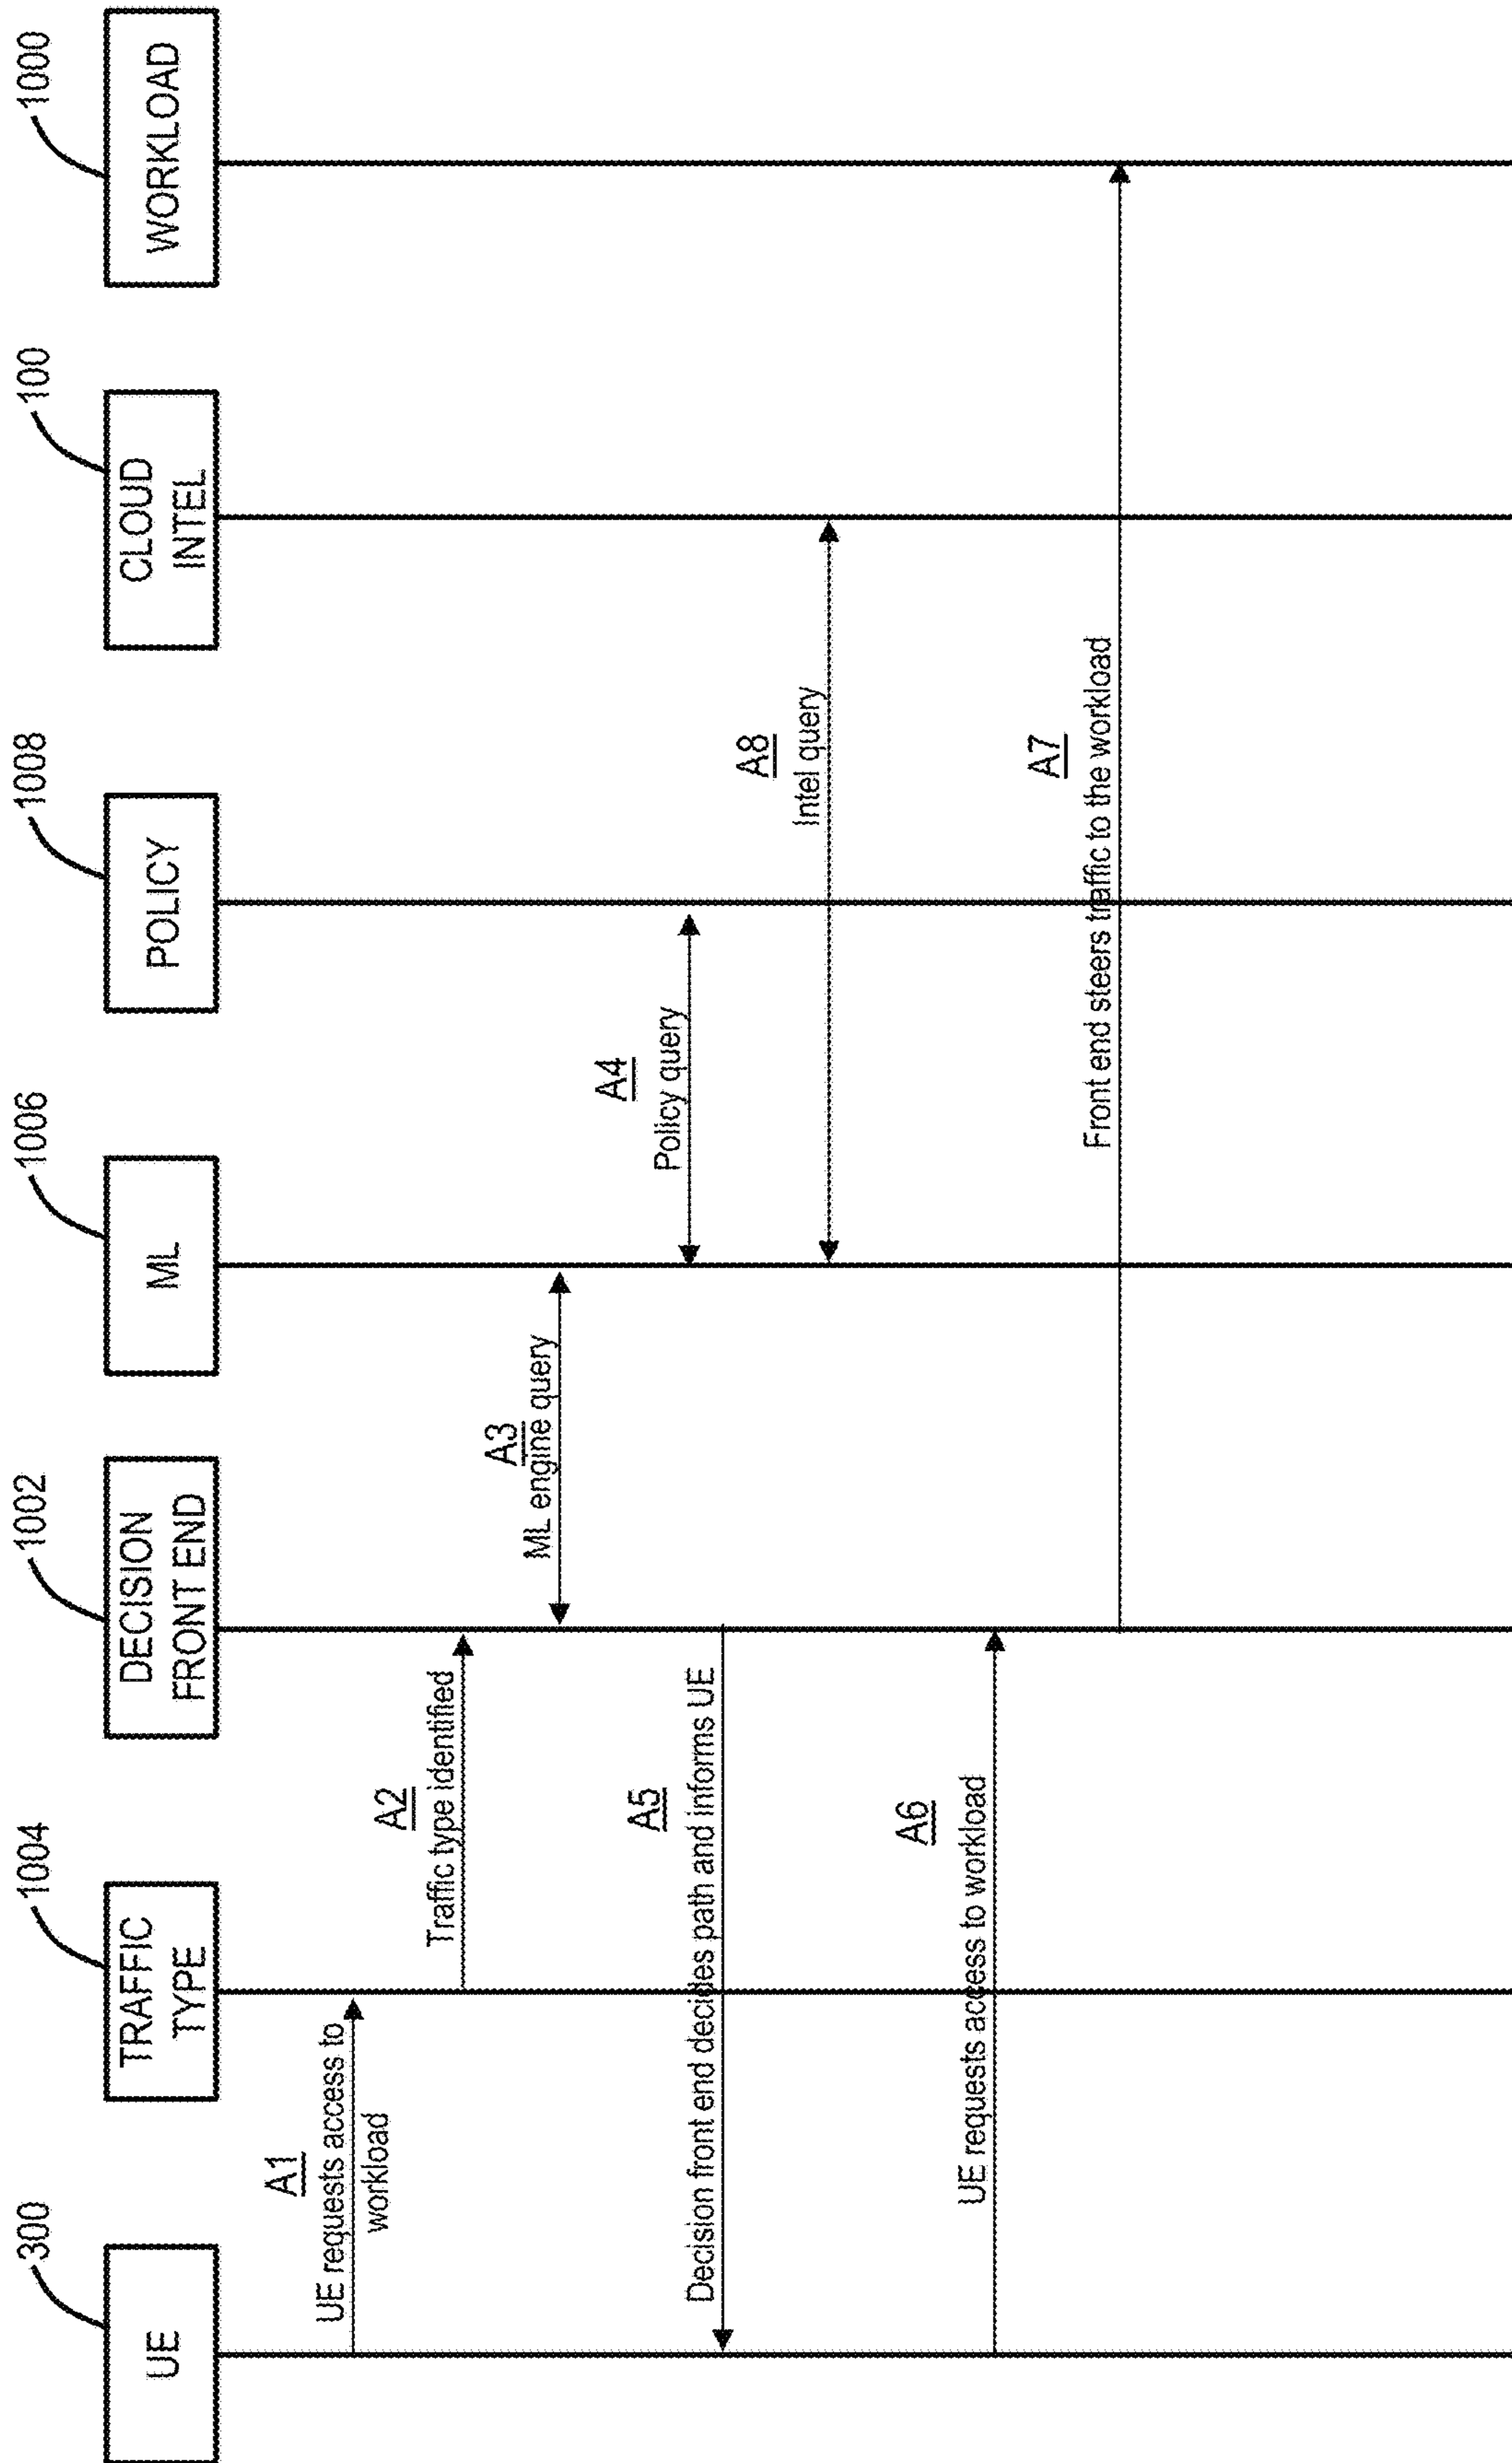 300
1004
1002
1006
1008
100
1000
UE
TRAFFIC
TYPE
DECISION
FRONT END
ML
POLICY
CLOUD
INTEL
WORKLOAD
A1
UE requests access to
workload
A2
Traffic type identified
A3
ML engine query
A4
Policy query
A5
Decision front end decides path and informs UE
A8
Intel query
A6
UE requests access to workload
A7
Front end steers traffic to the workload